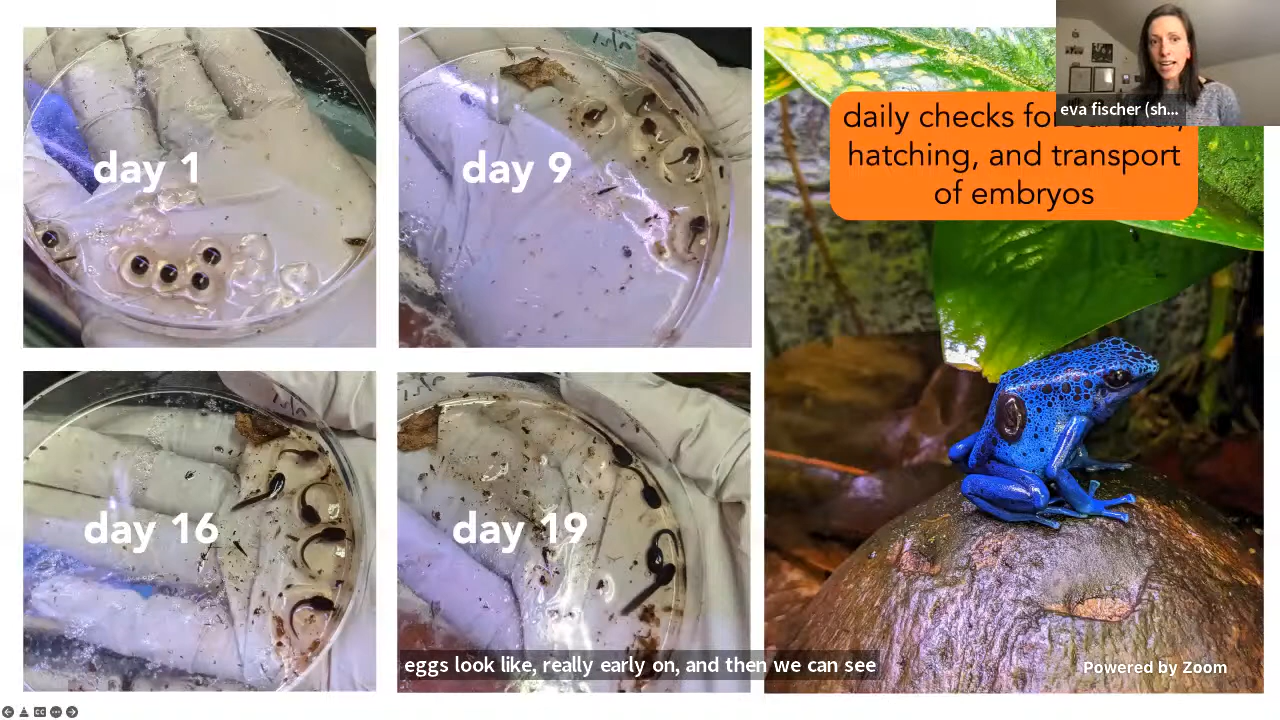 eva fischer (sh...
day 1
day 9
daily checks for
hatching, and transport
of embryos
day 16
day 19
eggs look like, really early on, and then we can see
Powered by Zoom